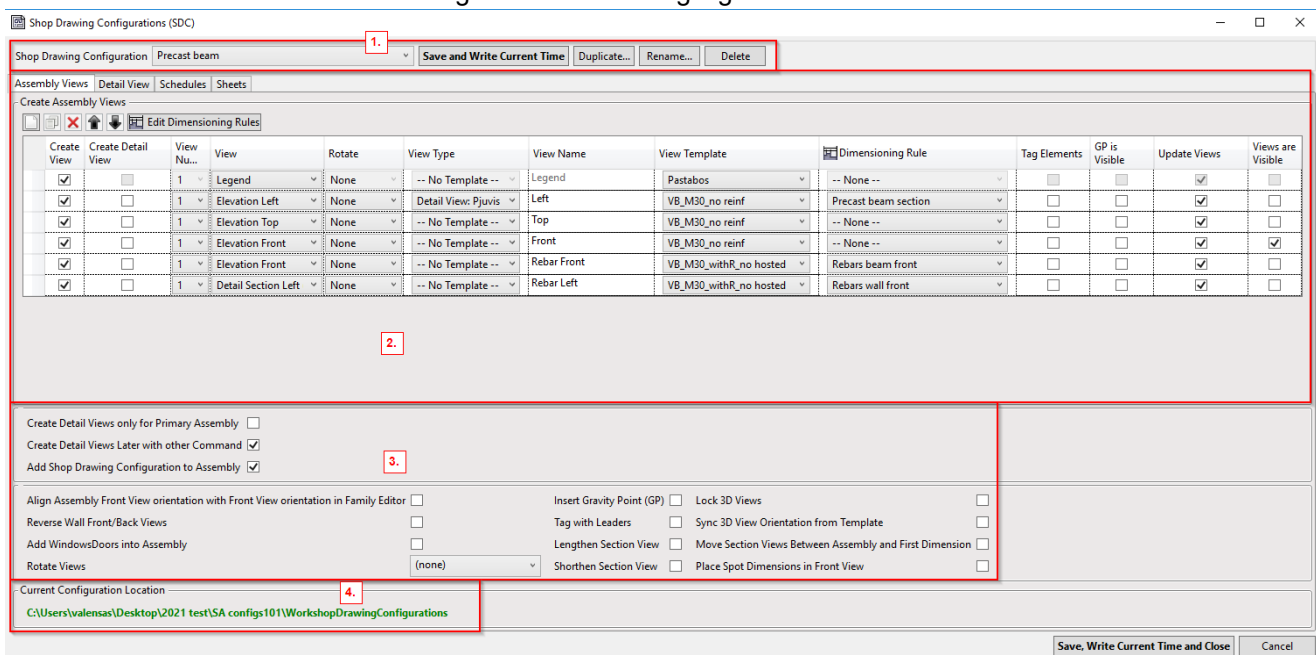 Shop Drawing Configurations (SDC)
1.
Shop Drawing Configuration Precast beam Save and Write Current Time Duplicate... Rename... Delete
Assembly Views Detail View Schedules Sheets
Create Assembly Views
Edit Dimensioning Rules
Create View Create Detail View View Nu... View Rotate View Type View Name View Template Dimensioning Rule Tag Elements GP is Visible Update Views Views are Visible
1 Legend None -- No Template -- Legend Pastabos -- None --
1 Elevation Left None Detail View: Pjuvis Left VB_M30_no reinf Precast beam section
1 Elevation Top None -- No Template -- Top VB_M30_no reinf -- None --
1 Elevation Front None -- No Template -- Front VB_M30_no reinf -- None --
1 Elevation Front None -- No Template -- Rebar Front VB_M30_withR_no hosted Rebars beam front
1 Detail Section Left None -- No Template -- Rebar Left VB_M30_withR_no hosted Rebars wall front
2.
Create Detail Views only for Primary Assembly
Create Detail Views Later with other Command
Add Shop Drawing Configuration to Assembly
3.
Align Assembly Front View orientation with Front View orientation in Family Editor Insert Gravity Point (GP) Lock 3D Views
Reverse Wall Front/Back Views Tag with Leaders Sync 3D View Orientation from Template
Add WindowsDoors into Assembly Lengthen Section View Move Section Views Between Assembly and First Dimension
Rotate Views (none) Shorthen Section View Place Spot Dimensions in Front View
Current Configuration Location
4.
C:\Users\valensas\Desktop\2021 test\SA configs101\WorkshopDrawingConfigurations
Save, Write Current Time and Close Cancel